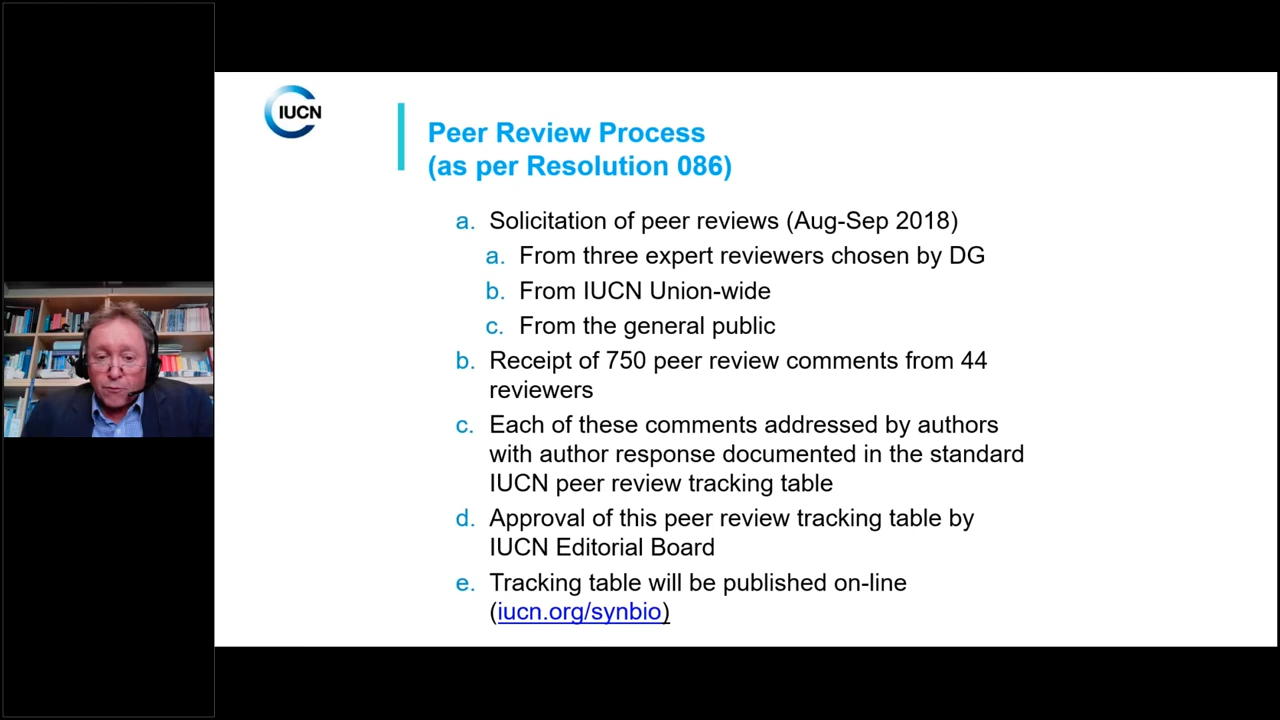 IUCN
Peer Review Process
(as per Resolution 086)
a. Solicitation of peer reviews (Aug-Sep 2018)
a. From three expert reviewers chosen by DG
b. From IUCN Union-wide
c. From the general public
b. Receipt of 750 peer review comments from 44
reviewers
c. Each of these comments addressed by authors
with author response documented in the standard
IUCN peer review tracking table
d. Approval of this peer review tracking table by
IUCN Editorial Board
e. Tracking table will be published on-line
(iucn.org/synbio)